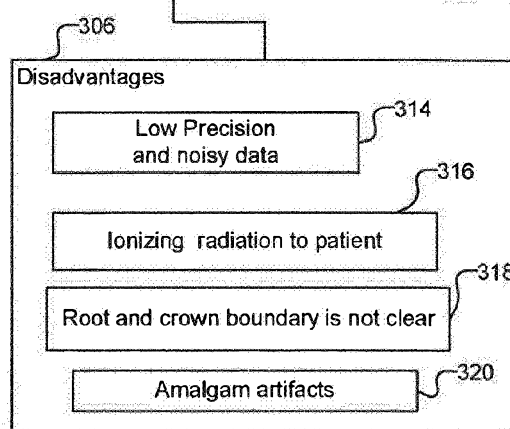 306
Disadvantages
Low Precision
and noisy data
314
316
Ionizing radiation to patient
318
Root and crown boundary is not clear
320
Amalgam artifacts